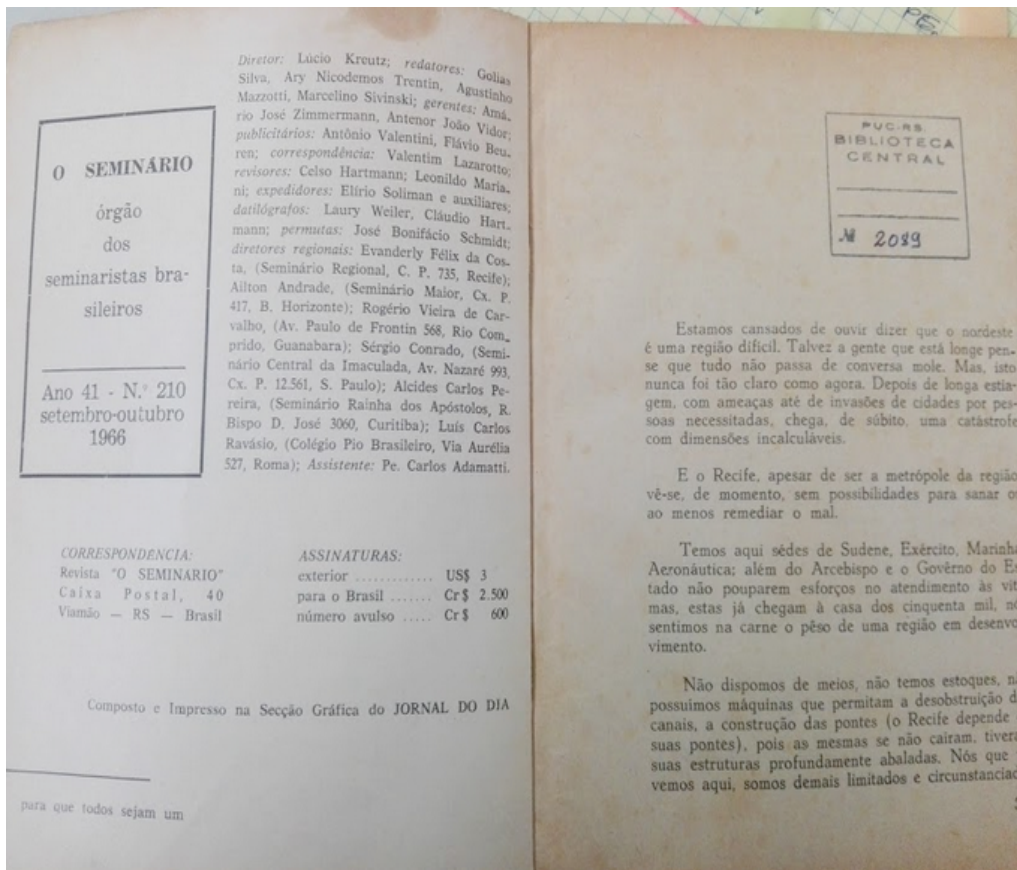 O SEMINÁRIO
órgão
dos
seminaristas bra-
sileiros
Ano 41 - N.º 210
setembro-outubro
1966
Diretor: Lúcio Kreutz; redatores: Golias
Silva, Ary Nicodemos Trentin, Agustinho
Mazzotti, Marcelino Sivinski; gerentes: Amá-
rio José Zimmermann, Antenor João Vidor;
publicitários: Antônio Valentini, Flávio Beu-
ren; correspondência: Valentim Lazarotto;
revisores: Celso Hartmann; Leonildo Maria-
ni; expedidores: Elírio Soliman e auxiliares;
datilógrafos: Laury Weiler, Cláudio Hart-
mann; permutas: José Bonifácio Schmidt;
diretores regionais: Evanderly Félix da Cos-
ta, (Seminário Regional, C. P. 735, Recife);
Ailton Andrade, (Seminário Maior, Cx. P.
417, B. Horizonte); Rogério Vieira de Car-
valho, (Av. Paulo de Frontin 568, Rio Com-
prido, Guanabara); Sérgio Conrado, (Semi-
nário Central da Imaculada, Av. Nazaré 993,
Cx. P. 12.561, S. Paulo); Alcides Carlos Pe-
reira, (Seminário Rainha dos Apóstolos, R.
Bispo D. José 3060, Curitiba); Luís Carlos
Ravásio, (Colégio Pio Brasileiro, Via Aurélia
527, Roma); Assistente: Pe. Carlos Adamatti.
CORRESPONDÊNCIA:
Revista "O SEMINÁRIO"
Caixa Postal, 40
Viamão — RS — Brasil
ASSINATURAS:
exterior ............ US$ 3
para o Brasil ....... Cr$ 2.500
número avulso ..... Cr$ 600
Composto e Impresso na Secção Gráfica do JORNAL DO DIA
para que todos sejam um
PUC-RS.
BIBLIOTECA
CENTRAL
Nº 2089
Estamos cansados de ouvir dizer que o nordeste
é uma região difícil. Talvez a gente que está longe pen-
se que tudo não passa de conversa mole. Mas, isto
nunca foi tão claro como agora. Depois de longa estia-
gem, com ameaças até de invasões de cidades por pes-
soas necessitadas, chega, de súbito, uma catástrofe
com dimensões incalculáveis.
E o Recife, apesar de ser a metrópole da região
vê-se, de momento, sem possibilidades para sanar o
ao menos remediar o mal.
Temos aqui sédes de Sudene, Exército, Marinha
Aeronáutica; além do Arcebispo e o Govêrno do Es
tado não pouparem esforços no atendimento às vít
mas, estas já chegam à casa dos cinquenta mil, nó
sentimos na carne o pêso de uma região em desenvo
vimento.
Não dispomos de meios, não temos estoques, nã
possuímos máquinas que permitam a desobstruição d
canais, a construção das pontes (o Recife depende
suas pontes), pois as mesmas se não caíram, tivera
suas estruturas profundamente abaladas. Nós que
vemos aqui, somos demais limitados e circunstanciad